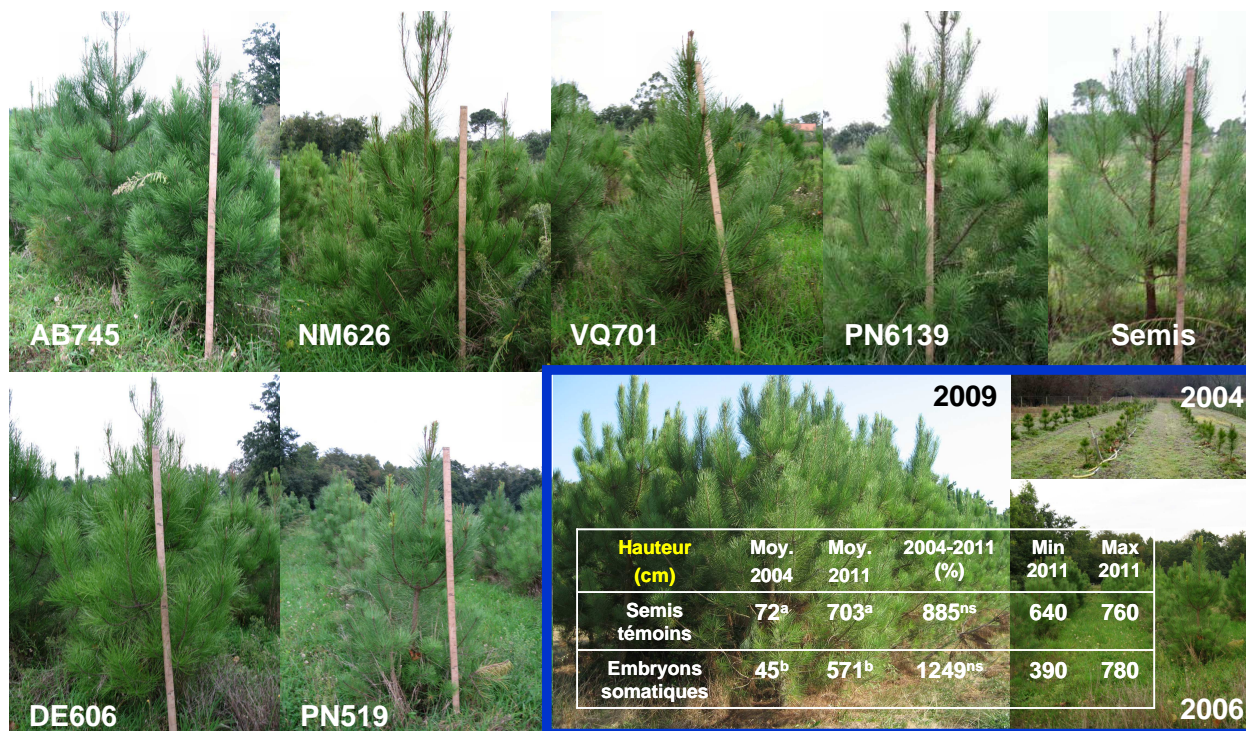 AB745
NM626
VQ701
PN6139
Semis
DE606
PN519
2009
2004
Hauteur (cm) Moy. 2004 Moy. 2011 2004-2011 (%) Min 2011 Max 2011
Semis témoins 72ᵃ 703ᵃ 885ⁿˢ 640 760
Embryons somatiques 45ᵇ 571ᵇ 1249ⁿˢ 390 780
2006